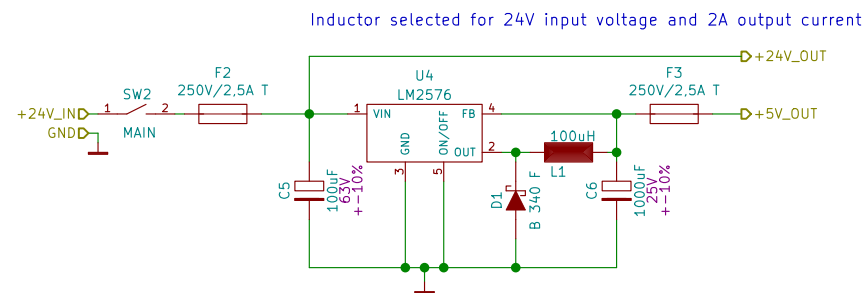 Inductor selected for 24V input voltage and 2A output current
+24V_OUT
F2
250V/2,5A T
U4
LM2576
F3
250V/2,5A T
SW2
+24V_IN
1
2
1
VIN
FB
4
+5V_OUT
GND
MAIN
GND
ON/OFF
OUT
2
100uH
L1
3
5
C5
100uF
63V
+-10%
D1
B 340 F
C6
1000uF
25V
+-10%